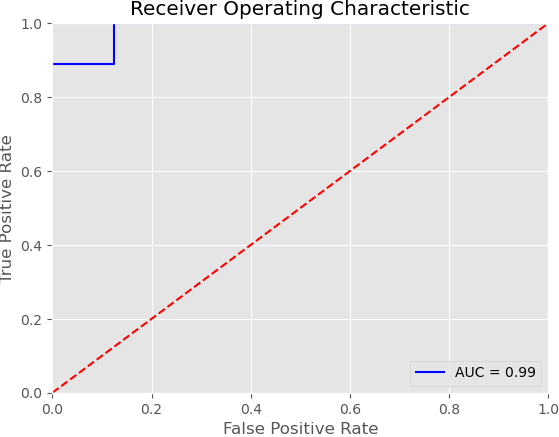 Receiver Operating Characteristic
1.0
0.8
0.6
0.4
0.2
0.0
True Positive Rate
AUC = 0.99
0.0 0.2 0.4 0.6 0.8 1.0
False Positive Rate